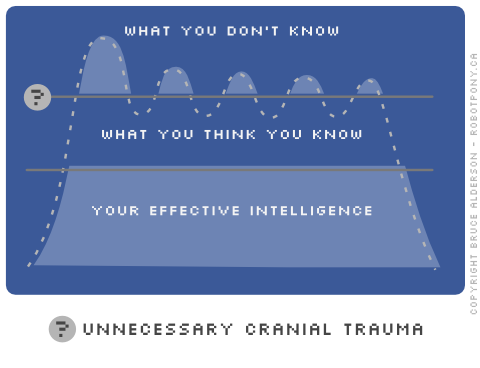 WHAT YOU DON'T KNOW
?
WHAT YOU THINK YOU KNOW
YOUR EFFECTIVE INTELLIGENCE
? UNNECESSARY CRANIAL TRAUMA
COPYRIGHT BRUCE ALDERSON - ROBOTPONY.CA